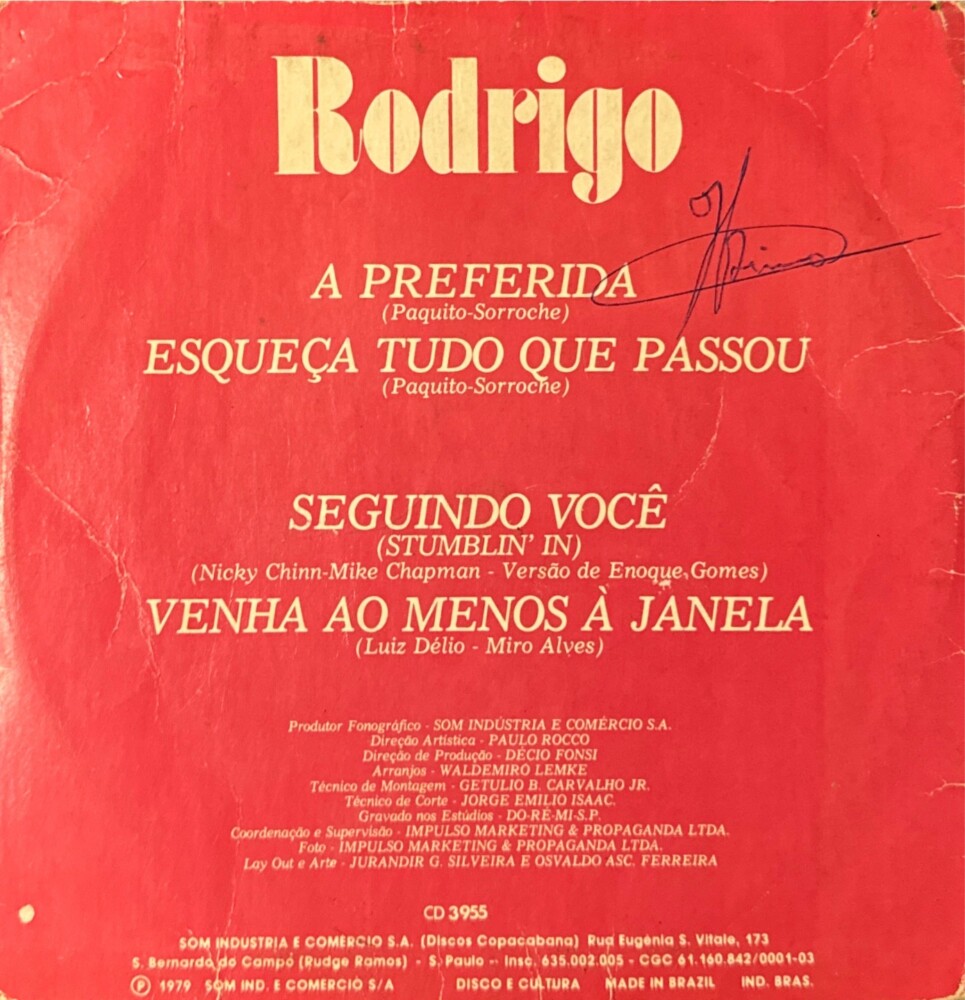 Rodrigo
A PREFERIDA
(Paquito-Sorroche)
ESQUEÇA TUDO QUE PASSOU
(Paquito-Sorroche)
SEGUINDO VOCÊ
(STUMBLIN' IN)
(Nicky Chinn-Mike Chapman - Versão de Enoque Gomes)
VENHA AO MENOS À JANELA
(Luiz Délio - Miro Alves)
Produtor Fonográfico - SOM INDÚSTRIA E COMÉRCIO S.A.
Direção Artística - PAULO ROCCO
Direção de Produção - DÉCIO FONSI
Arranjos - WALDEMIRO LEMKE
Técnico de Montagem - GETULIO B. CARVALHO JR.
Técnico de Corte - JORGE EMILIO ISAAC.
Gravado nos Estúdios - DO-RÉ-MI-S.P.
Coordenação e Supervisão - IMPULSO MARKETING & PROPAGANDA LTDA.
Foto - IMPULSO MARKETING & PROPAGANDA LTDA.
Lay Out e Arte - JURANDIR G. SILVEIRA E OSVALDO ASC. FERREIRA
CD 3955
SOM INDUSTRIA E COMERCIO S.A. (Discos Copacabana) Rua Eugênia S. Vitale, 173
S. Bernardo do Campo (Rudge Ramos) - S. Paulo - Insc. 635.002.005 - CGC 61.160.842/0001-03
Ⓟ 1979 SOM IND. E COMERCIO S/A DISCO E CULTURA MADE IN BRAZIL IND. BRAS.